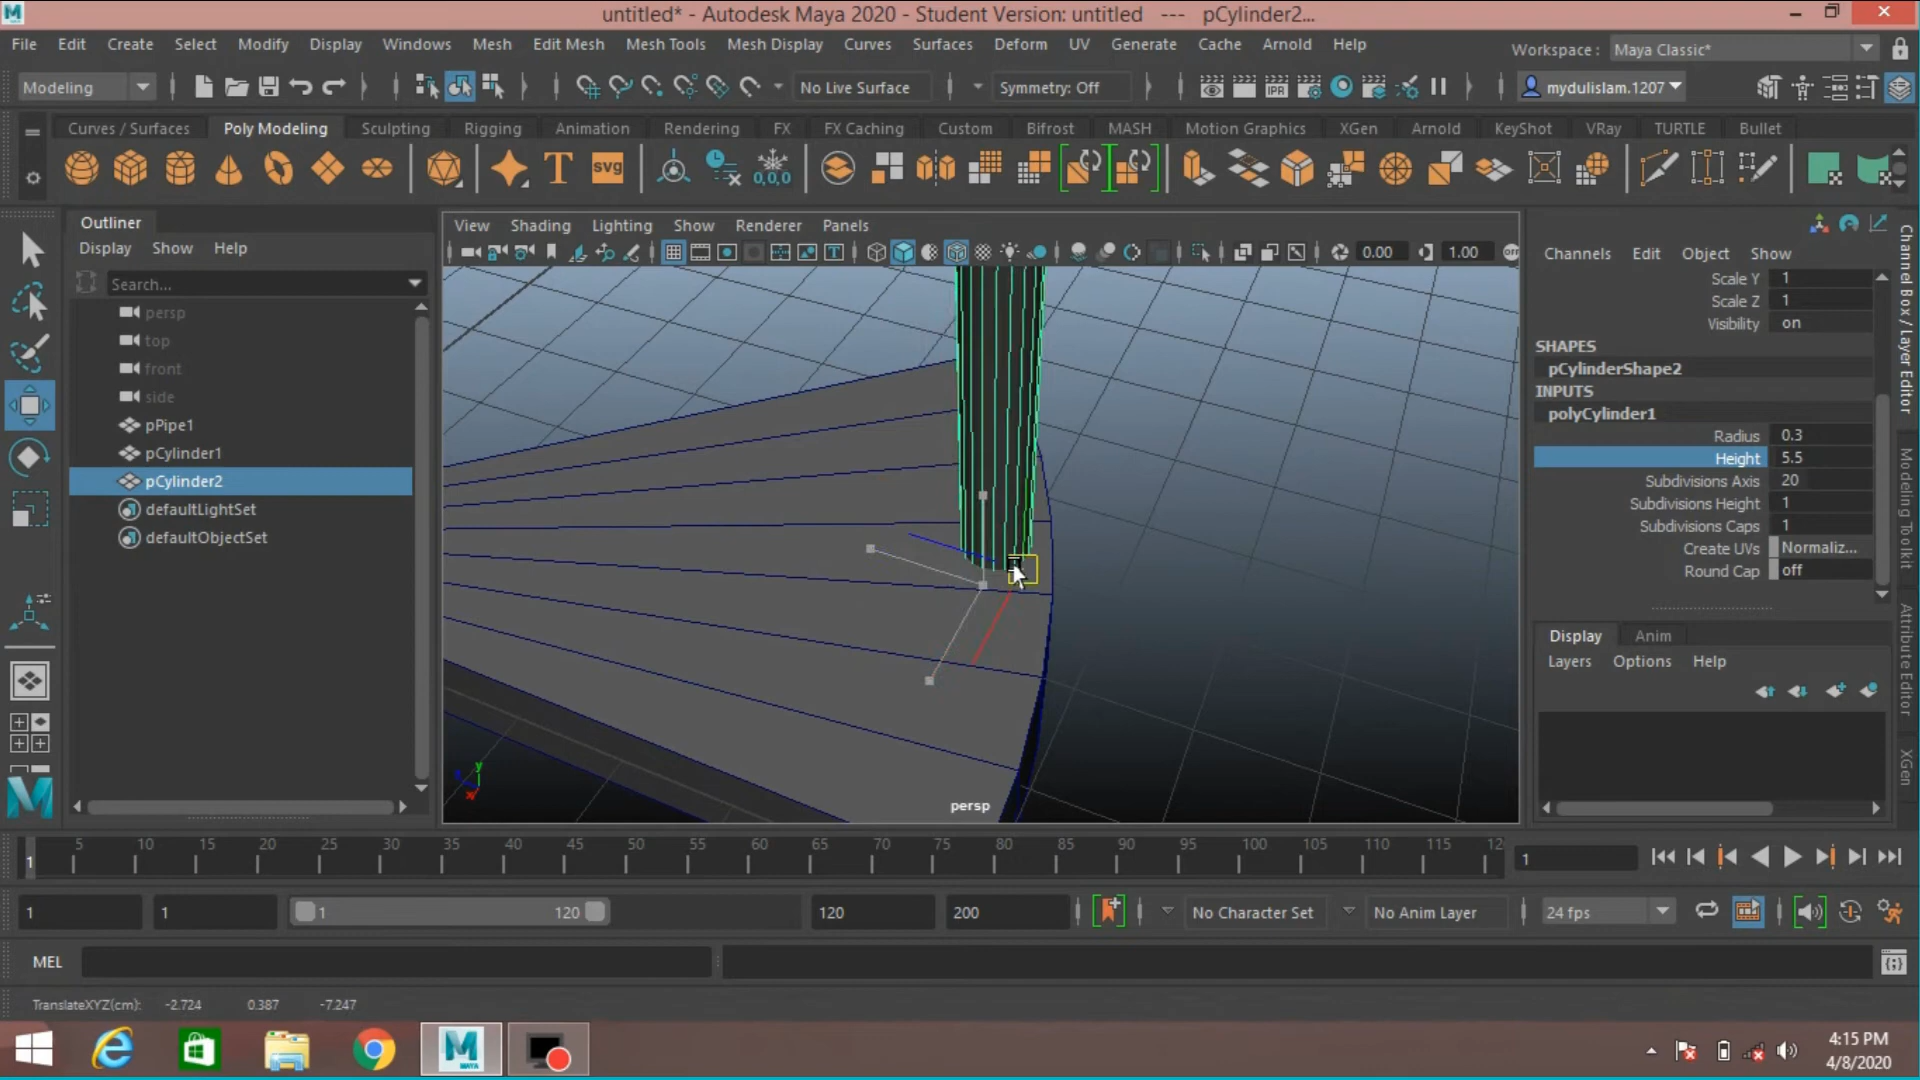 untitled* - Autodesk Maya 2020 - Student Version: untitled --- pCylinder2...
File Edit Create Select Modify Display Windows Mesh Edit Mesh Mesh Tools Mesh Display Curves Surfaces Deform UV Generate Cache Arnold Help
Workspace : Maya Classic*
Modeling
No Live Surface
Symmetry: Off
IPR
mydulislam.1207
Curves / Surfaces Poly Modeling Sculpting Rigging Animation Rendering FX FX Caching Custom Bifrost MASH Motion Graphics XGen Arnold KeyShot VRay TURTLE Bullet
T svg 0,0,0
Outliner
Display Show Help
Search...
persp
top
front
side
pPipe1
pCylinder1
pCylinder2
defaultLightSet
defaultObjectSet
View Shading Lighting Show Renderer Panels
0.00 1.00
persp
y
Channels Edit Object Show
Scale Y 1
Scale Z 1
Visibility on
SHAPES
pCylinderShape2
INPUTS
polyCylinder1
Radius 0.3
Height 5.5
Subdivisions Axis 20
Subdivisions Height 1
Subdivisions Caps 1
Create UVs Normaliz...
Round Cap off
Display Anim
Layers Options Help
Channel Box / Layer Editor
Modeling Toolkit
Attribute Editor
XGen
5 10 15 20 25 30 35 40 45 50 55 60 65 70 75 80 85 90 95 100 105 110 115 12
1
1
1 1 1 120 120 200
No Character Set
No Anim Layer
24 fps
MEL
TranslateXYZ(cm): -2.724 0.387 -7.247
MAYA
4:15 PM
4/8/2020